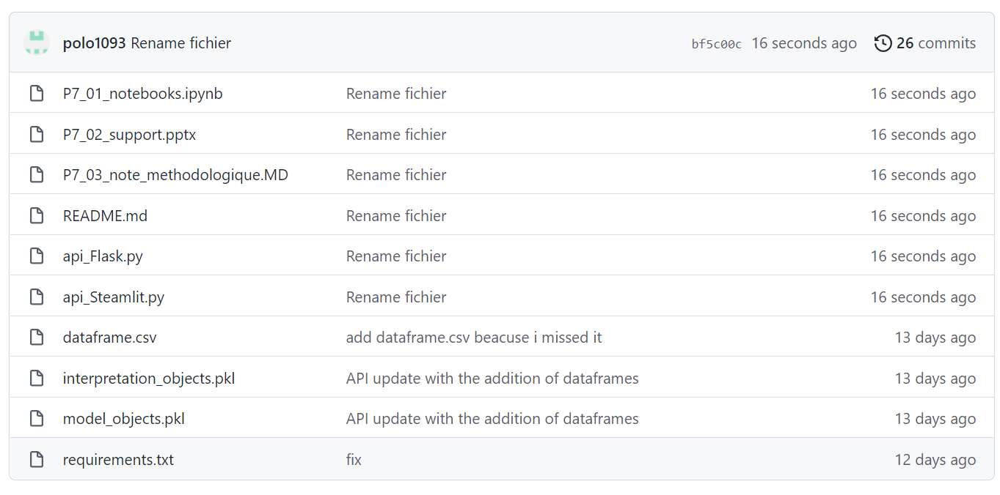 polo1093 Rename fichier bf5c00c 16 seconds ago 26 commits
P7_01_notebooks.ipynb Rename fichier 16 seconds ago
P7_02_support.pptx Rename fichier 16 seconds ago
P7_03_note_methodologique.MD Rename fichier 16 seconds ago
README.md Rename fichier 16 seconds ago
api_Flask.py Rename fichier 16 seconds ago
api_Steamlit.py Rename fichier 16 seconds ago
dataframe.csv add dataframe.csv beacuse i missed it 13 days ago
interpretation_objects.pkl API update with the addition of dataframes 13 days ago
model_objects.pkl API update with the addition of dataframes 13 days ago
requirements.txt fix 12 days ago